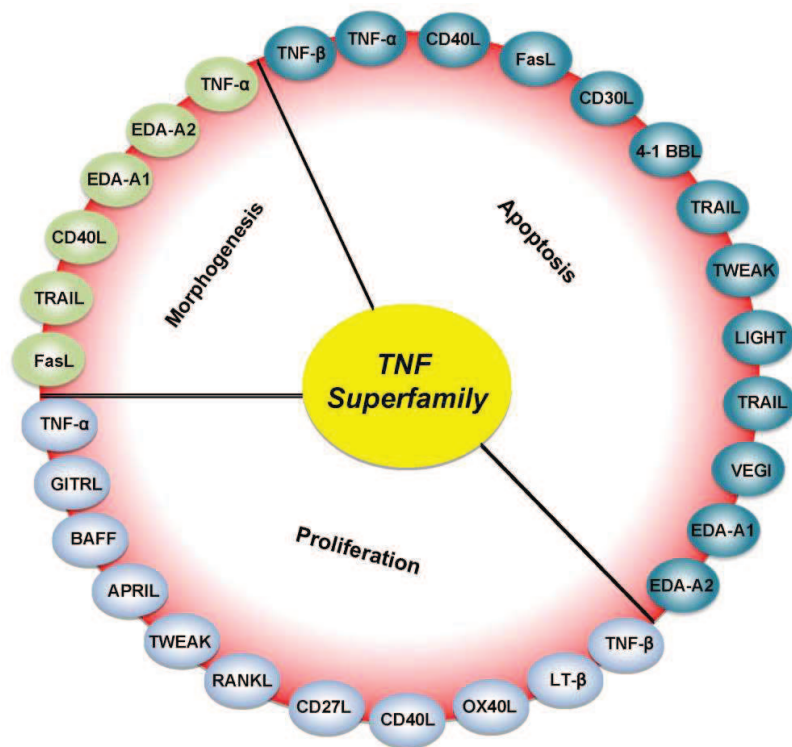 TNF-β
TNF-α
CD40L
FasL
CD30L
4-1 BBL
TRAIL
TWEAK
LIGHT
TRAIL
VEGI
EDA-A1
EDA-A2
TNF-β
LT-β
OX40L
CD40L
CD27L
RANKL
TWEAK
APRIL
BAFF
GITRL
TNF-α
FasL
TRAIL
CD40L
EDA-A1
EDA-A2
TNF-α
Morphogenesis
Apoptosis
Proliferation
TNF
Superfamily